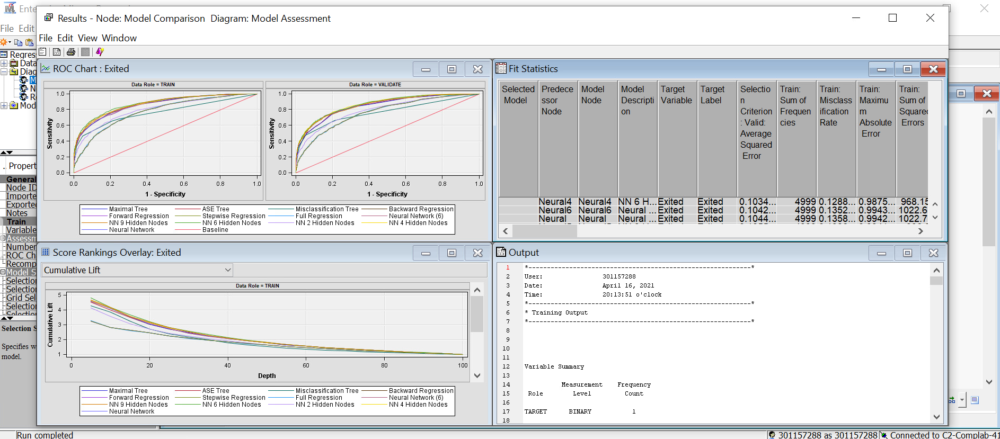 Results - Node: Model Comparison  Diagram: Model Assessment
File Edit
File Edit View Window
Regres
Data
Diag
M
N
R
Mod
.. Propert
General
Node ID
Importe
Exported
Notes
Train
Variable
Assessm
Number
ROC Ch
Recomp
Model S
Selection
Selection
Grid Sel
Selection
Selection S
Specifies w
model.
ROC Chart : Exited
Data Role = TRAIN
Data Role = VALIDATE
Sensitivity
1.0
0.8
0.6
0.4
0.2
0.0
0.0 0.2 0.4 0.6 0.8 1.0
1 - Specificity
Sensitivity
1.0
0.8
0.6
0.4
0.2
0.0
0.0 0.2 0.4 0.6 0.8 1.0
1 - Specificity
Maximal Tree ASE Tree Misclassification Tree Backward Regression
Forward Regression Stepwise Regression Full Regression Neural Network (6)
NN 9 Hidden Nodes NN 6 Hidden Nodes NN 2 Hidden Nodes NN 4 Hidden Nodes
Neural Network Baseline
Fit Statistics
Selected Model
Predecessor Node
Model Node
Model Description
Target Variable
Target Label
Selection Criterion: Valid: Average Squared Error
Train: Sum of Frequencies
Train: Misclassification Rate
Train: Maximum Absolute Error
Train: Sum of Squared Errors
Neural4 Neural4 NN 6 H... Exited Exited 0.1034... 4999 0.1288... 0.9875... 968.15
Neural6 Neural6 Neural ... Exited Exited 0.1042... 4999 0.1352... 0.9943... 1022.6
Neural Neural Neural ... Exited Exited 0.1044... 4999 0.1358... 0.9942... 1022.7
Score Rankings Overlay: Exited
Cumulative Lift
Data Role = TRAIN
Cumulative Lift
5
4
3
2
1
0 20 40 60 80 100
Depth
Maximal Tree ASE Tree Misclassification Tree Backward Regression
Forward Regression Stepwise Regression Full Regression Neural Network (6)
NN 9 Hidden Nodes NN 6 Hidden Nodes NN 2 Hidden Nodes NN 4 Hidden Nodes
Neural Network
Output
1 *------------------------------------------------------------*
2 User: 301157288
3 Date: April 16, 2021
4 Time: 20:13:51 o'clock
5 *------------------------------------------------------------*
6 * Training Output
7 *------------------------------------------------------------*
8
9
10
11
12 Variable Summary
13
14 Measurement Frequency
15 Role Level Count
16
17 TARGET BINARY 1
18
Run completed
301157288 as 301157288 Connected to C2-Complab-41